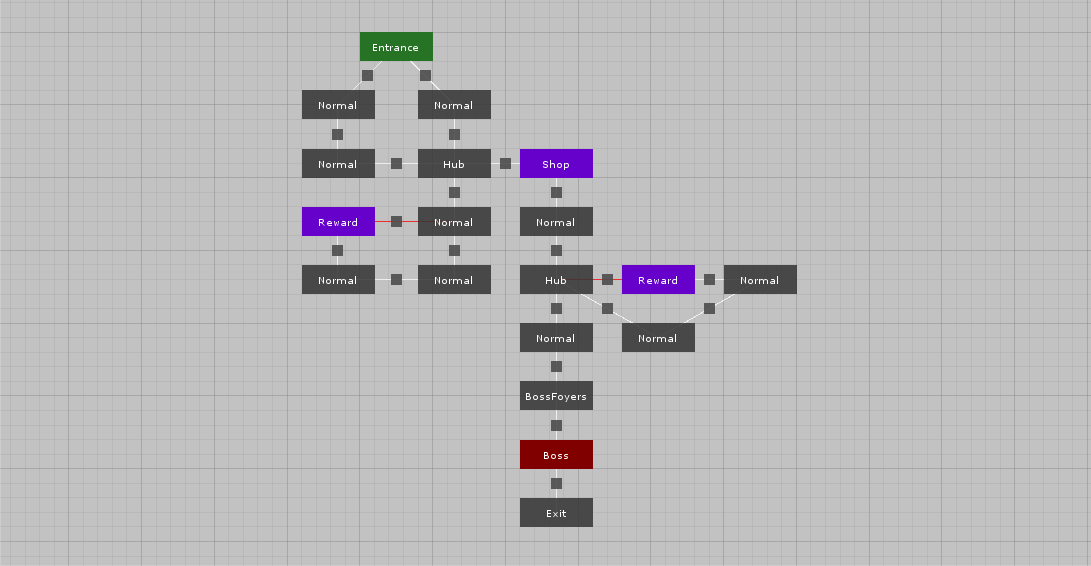 Entrance
Normal
Normal
Normal
Hub
Shop
Reward
Normal
Normal
Normal
Normal
Hub
Reward
Normal
Normal
Normal
BossFoyers
Boss
Exit